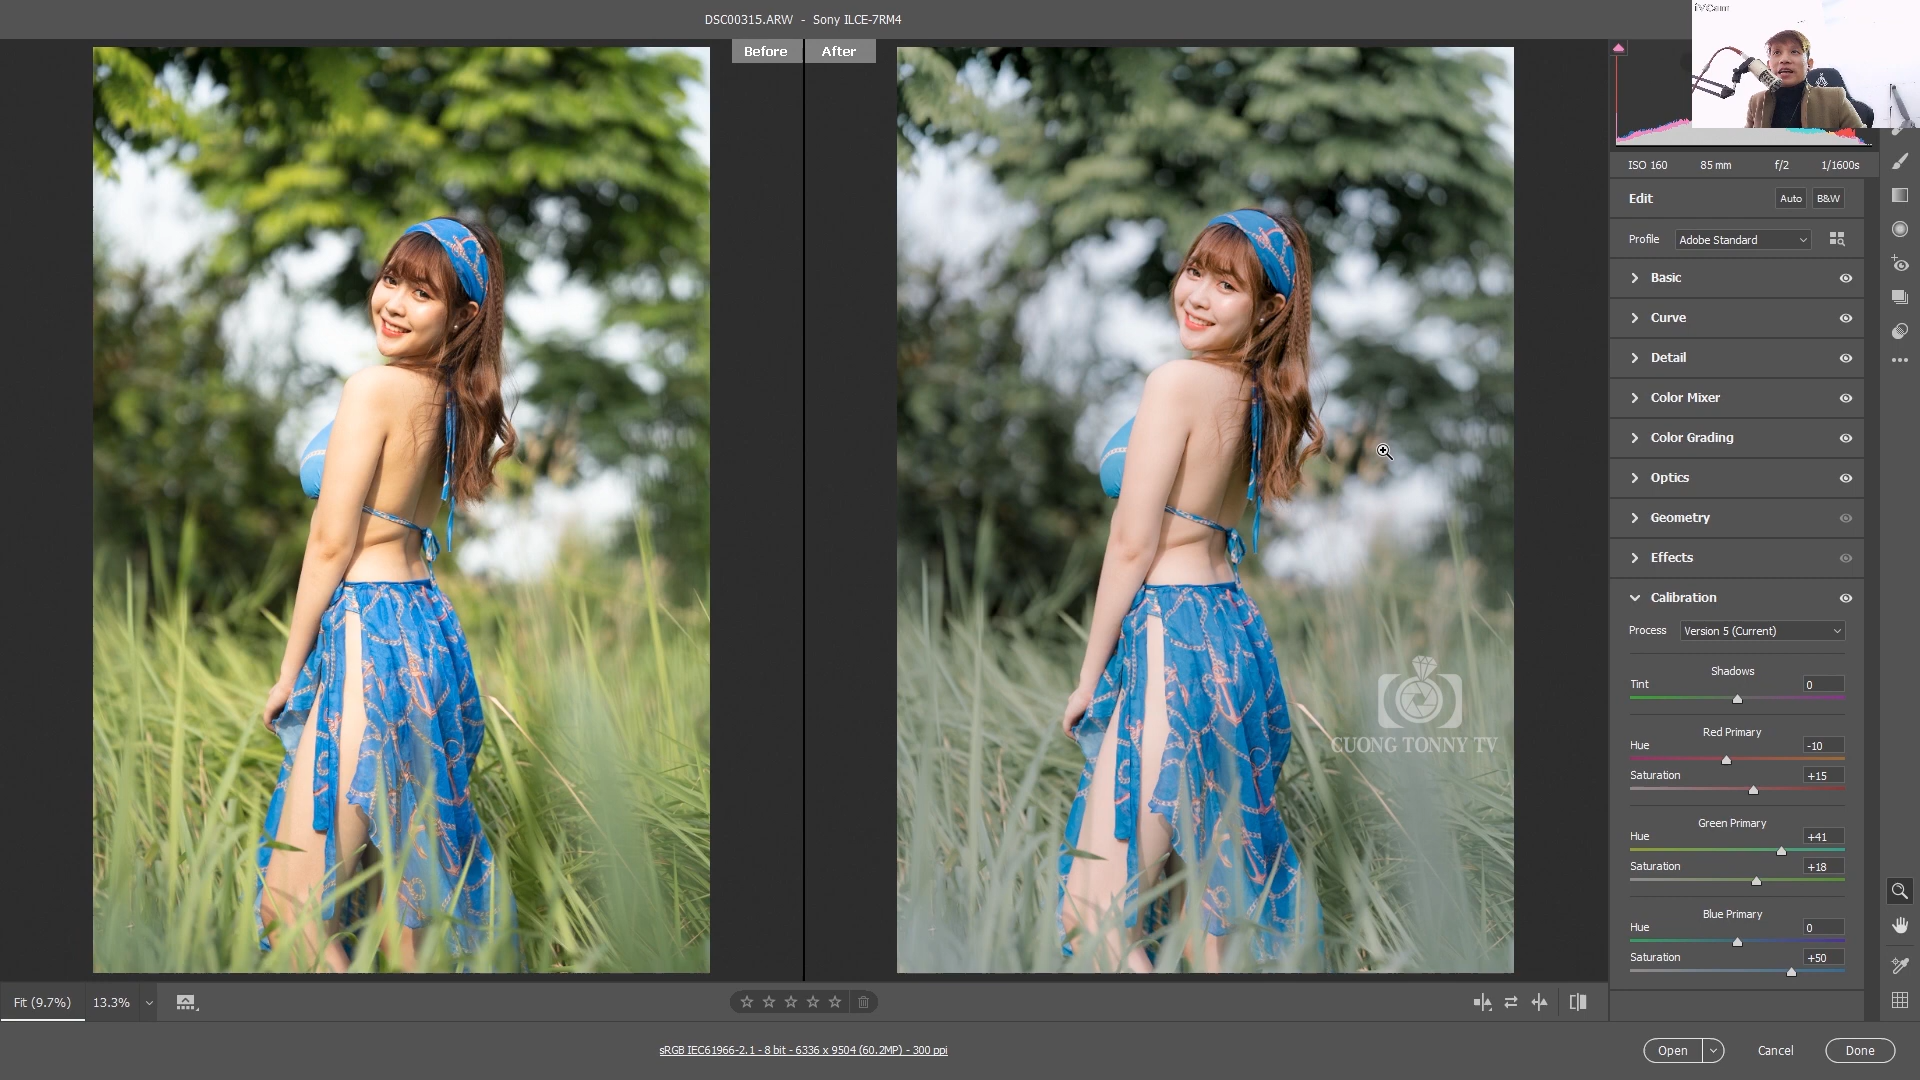 DSC00315.ARW - Sony ILCE-7RM4
iVCam
Before
After
ISO 160
85 mm
f/2
1/1600s
Edit
Auto
B&W
Profile
Adobe Standard
Basic
Curve
Detail
Color Mixer
Color Grading
Optics
Geometry
Effects
Calibration
Process
Version 5 (Current)
Shadows
Tint
0
Red Primary
Hue
-10
Saturation
+15
Green Primary
Hue
+41
Saturation
+18
Blue Primary
Hue
0
Saturation
+50
CUONG TONNY TV
Fit (9.7%)
13.3%
sRGB IEC61966-2.1 - 8 bit - 6336 x 9504 (60.2MP) - 300 ppi
Open
Cancel
Done